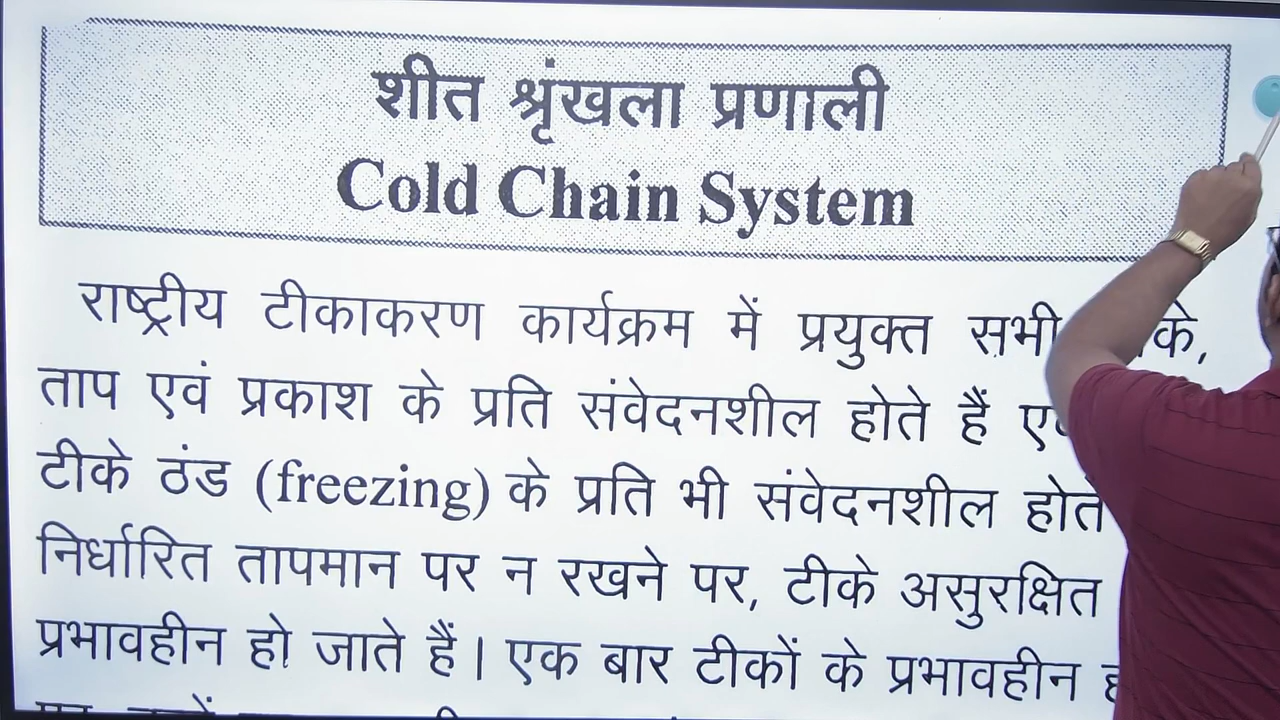 शीत श्रृंखला प्रणाली
Cold Chain System
राष्ट्रीय टीकाकरण कार्यक्रम में प्रयुक्त सभी
ताप एवं प्रकाश के प्रति संवेदनशील होते हैं
टीके ठंड (freezing) के प्रति भी संवेदनशील होते
निर्धारित तापमान पर न रखने पर, टीके असुरक्षित
प्रभावहीन हो जाते हैं। एक बार टीकों के प्रभावहीन